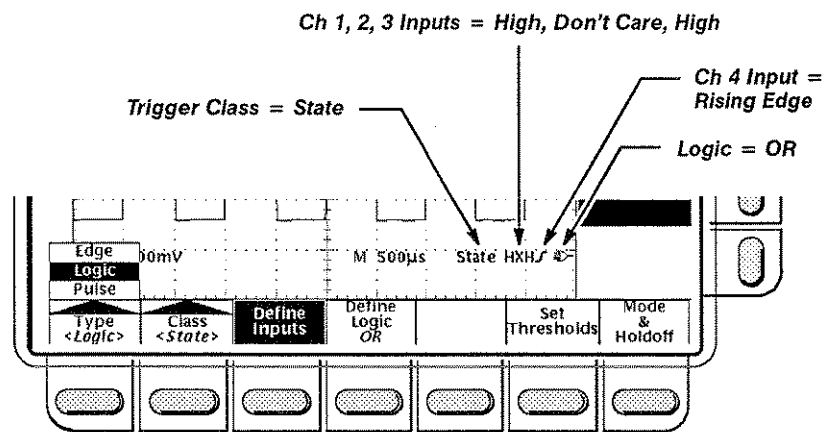 Ch 1, 2, 3 Inputs = High, Don't Care, High
Ch 4 Input =
Rising Edge
Trigger Class = State
Logic = OR
Edge
Logic
Pulse
00mV
M 500µs
State HXH
Type
<Logic>
Class
<State>
Define
Inputs
Define
Logic
OR
Set
Thresholds
Mode
&
Holdoff